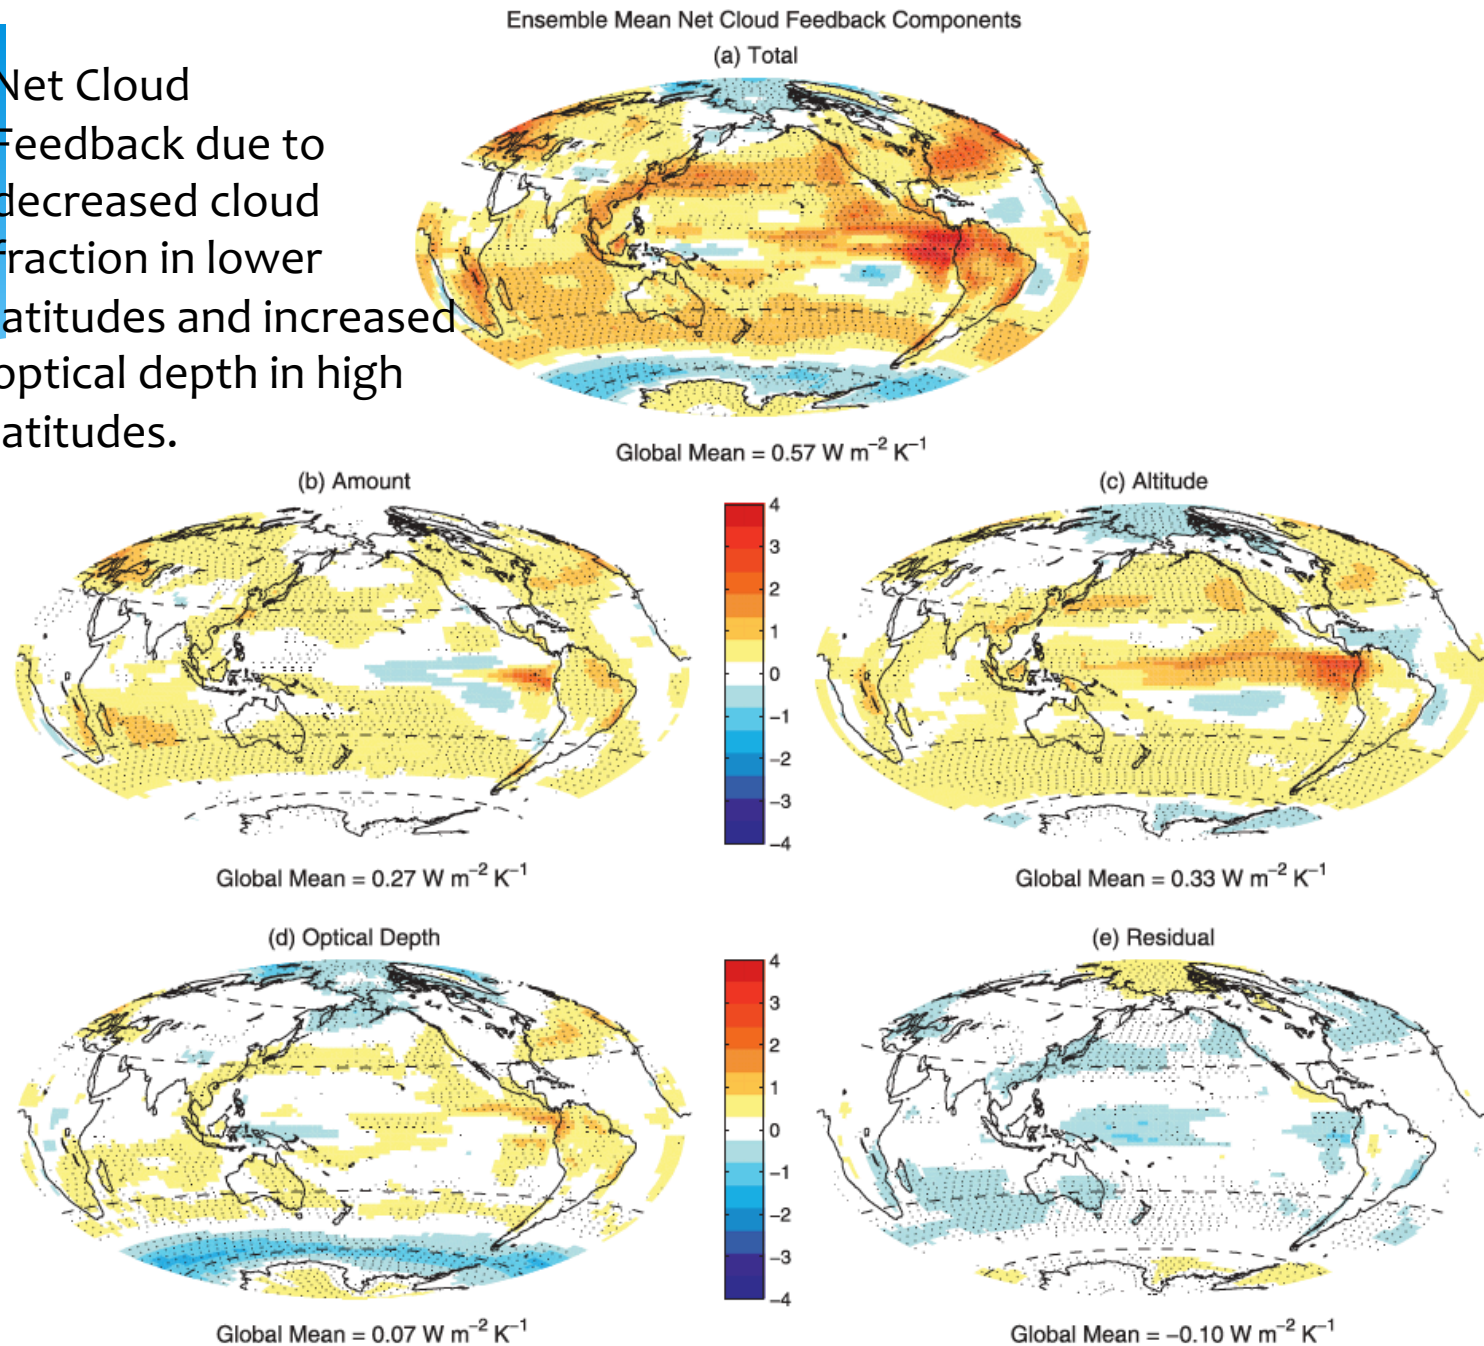 Ensemble Mean Net Cloud Feedback Components
(a) Total
Net Cloud
Feedback due to
decreased cloud
fraction in lower
latitudes and increased
optical depth in high
latitudes.
Global Mean = 0.57 W m⁻² K⁻¹
(b) Amount
(c) Altitude
4
3
2
1
0
−1
−2
−3
−4
Global Mean = 0.27 W m⁻² K⁻¹
Global Mean = 0.33 W m⁻² K⁻¹
(d) Optical Depth
(e) Residual
4
3
2
1
0
−1
−2
−3
−4
Global Mean = 0.07 W m⁻² K⁻¹
Global Mean = −0.10 W m⁻² K⁻¹